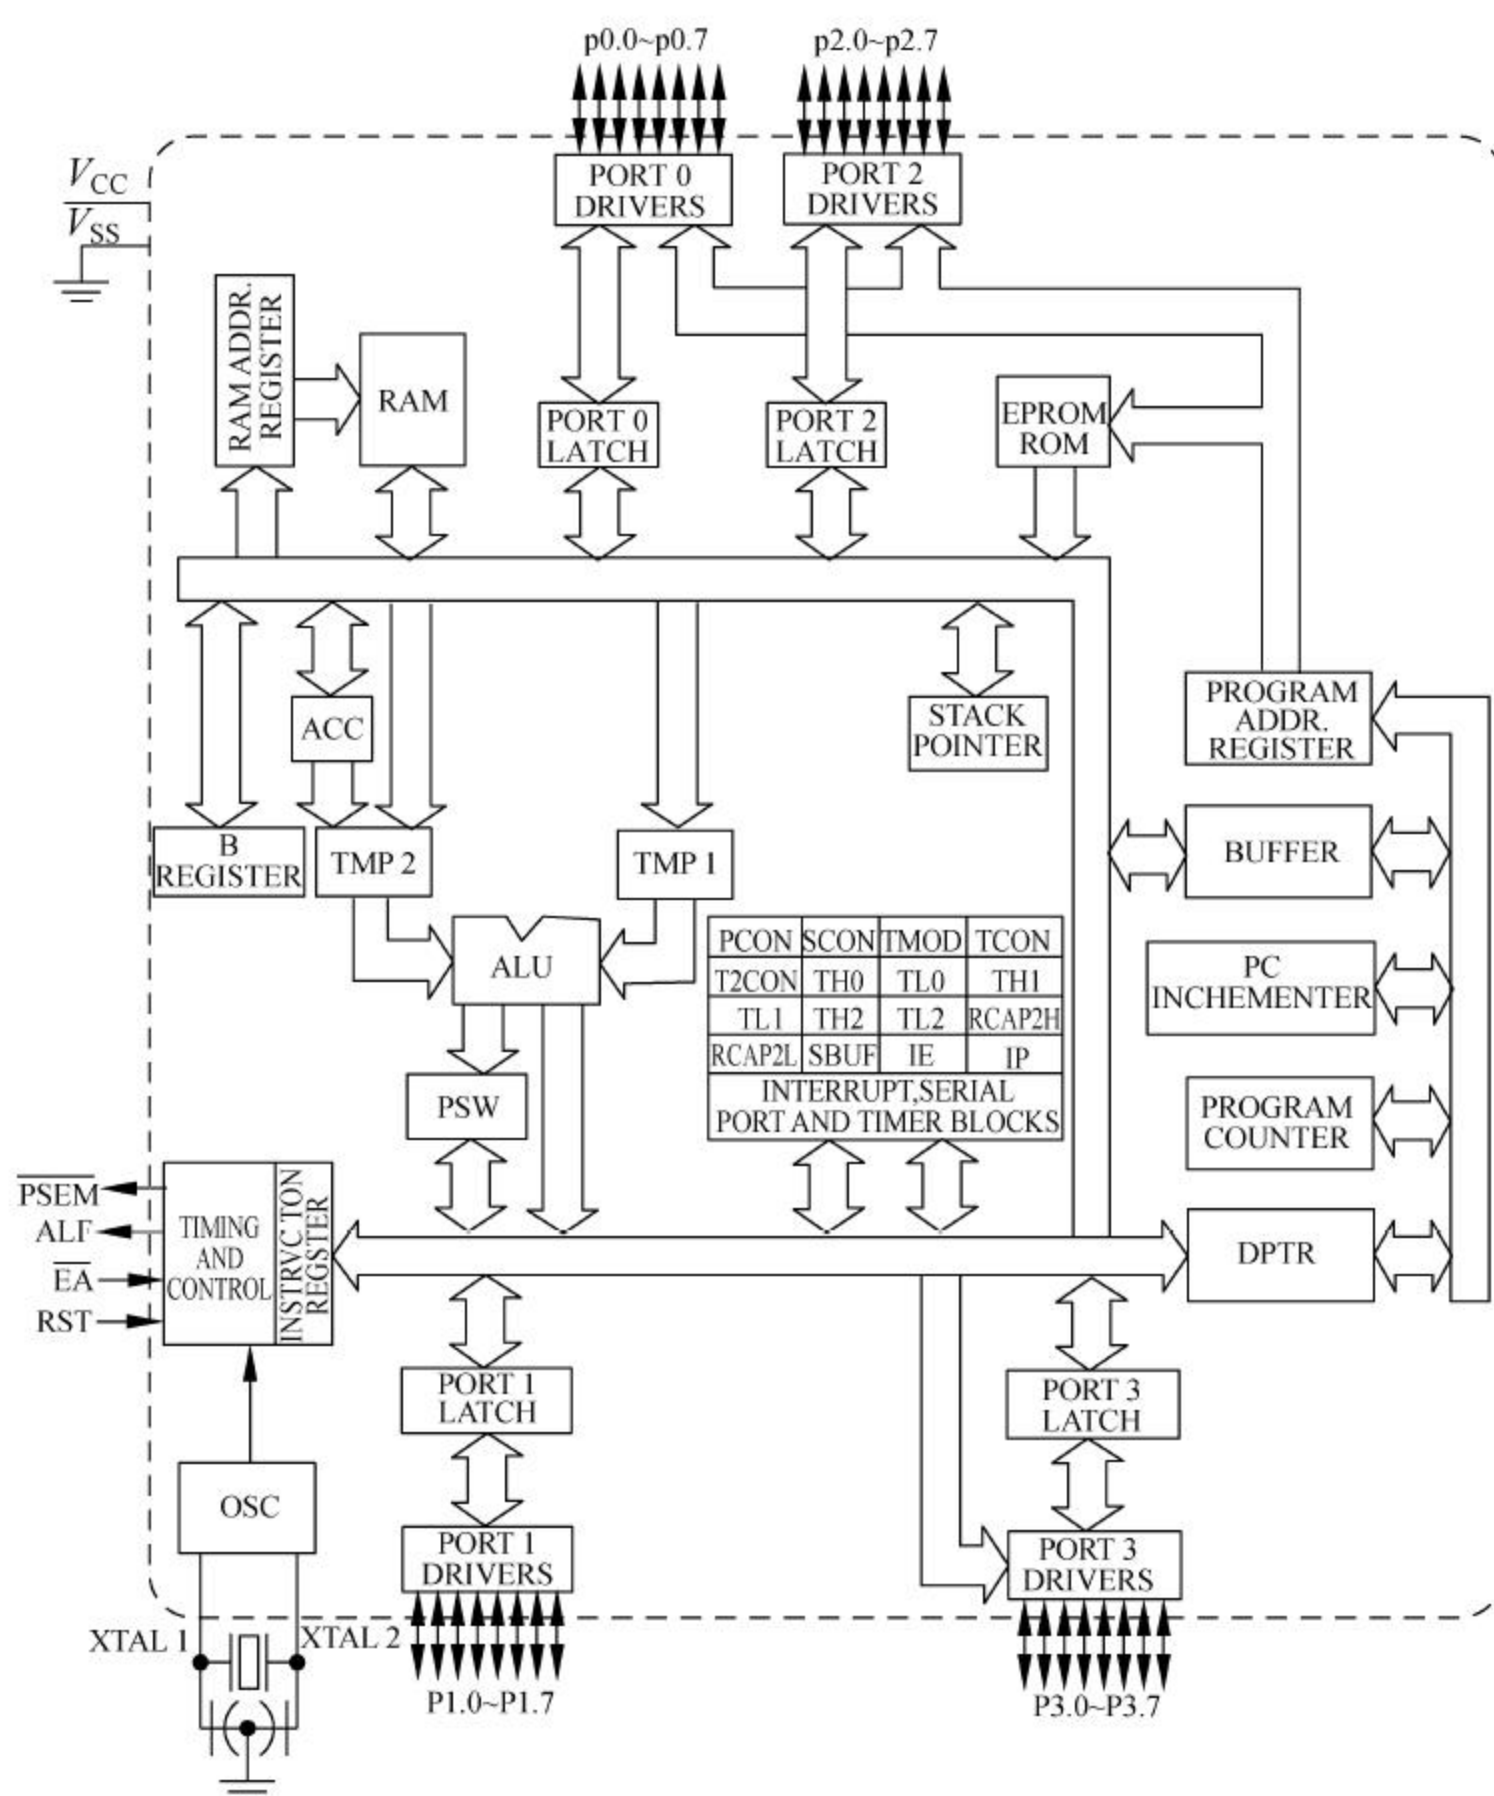 p0.0~p0.7
p2.0~p2.7
V_CC
V_SS
PORT 0
DRIVERS
PORT 2
DRIVERS
RAM ADDR.
REGISTER
RAM
PORT 0
LATCH
PORT 2
LATCH
EPROM
ROM
ACC
STACK
POINTER
PROGRAM
ADDR.
REGISTER
B
REGISTER
TMP 2
TMP 1
BUFFER
ALU
PCON SCON TMOD TCON
T2CON TH0 TL0 TH1
TL1 TH2 TL2 RCAP2H
RCAP2L SBUF IE IP
INTERRUPT,SERIAL
PORT AND TIMER BLOCKS
PC
INCHEMENTER
PSW
PROGRAM
COUNTER
PSEM
ALF
EA
RST
TIMING
AND
CONTROL
INSTRVC TON
REGSTER
DPTR
PORT 1
LATCH
PORT 3
LATCH
OSC
PORT 1
DRIVERS
PORT 3
DRIVERS
XTAL 1
XTAL 2
P1.0~P1.7
P3.0~P3.7